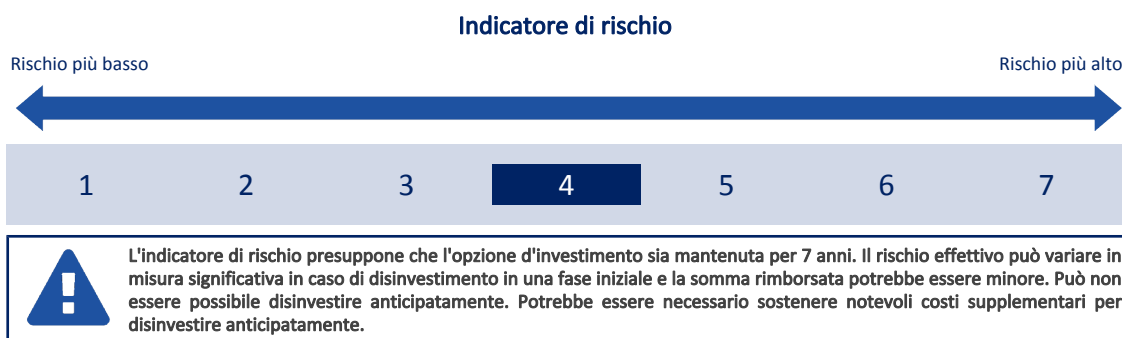 Indicatore di rischio
Rischio più basso
Rischio più alto
1 2 3 4 5 6 7
L'indicatore di rischio presuppone che l'opzione d'investimento sia mantenuta per 7 anni. Il rischio effettivo può variare in
misura significativa in caso di disinvestimento in una fase iniziale e la somma rimborsata potrebbe essere minore. Può non
essere possibile disinvestire anticipatamente. Potrebbe essere necessario sostenere notevoli costi supplementari per
disinvestire anticipatamente.